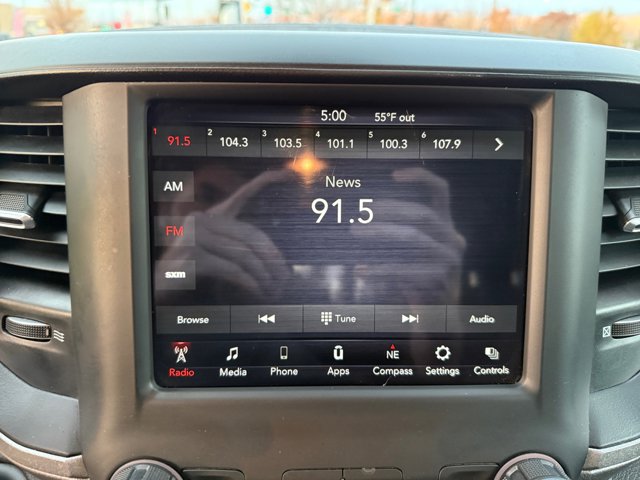 5:00 55°F out
1 91.5 2 104.3 3 103.5 4 101.1 5 100.3 6 107.9
AM
News
91.5
FM
sxm
Browse Tune Audio
NE
Radio Media Phone Apps Compass Settings Controls